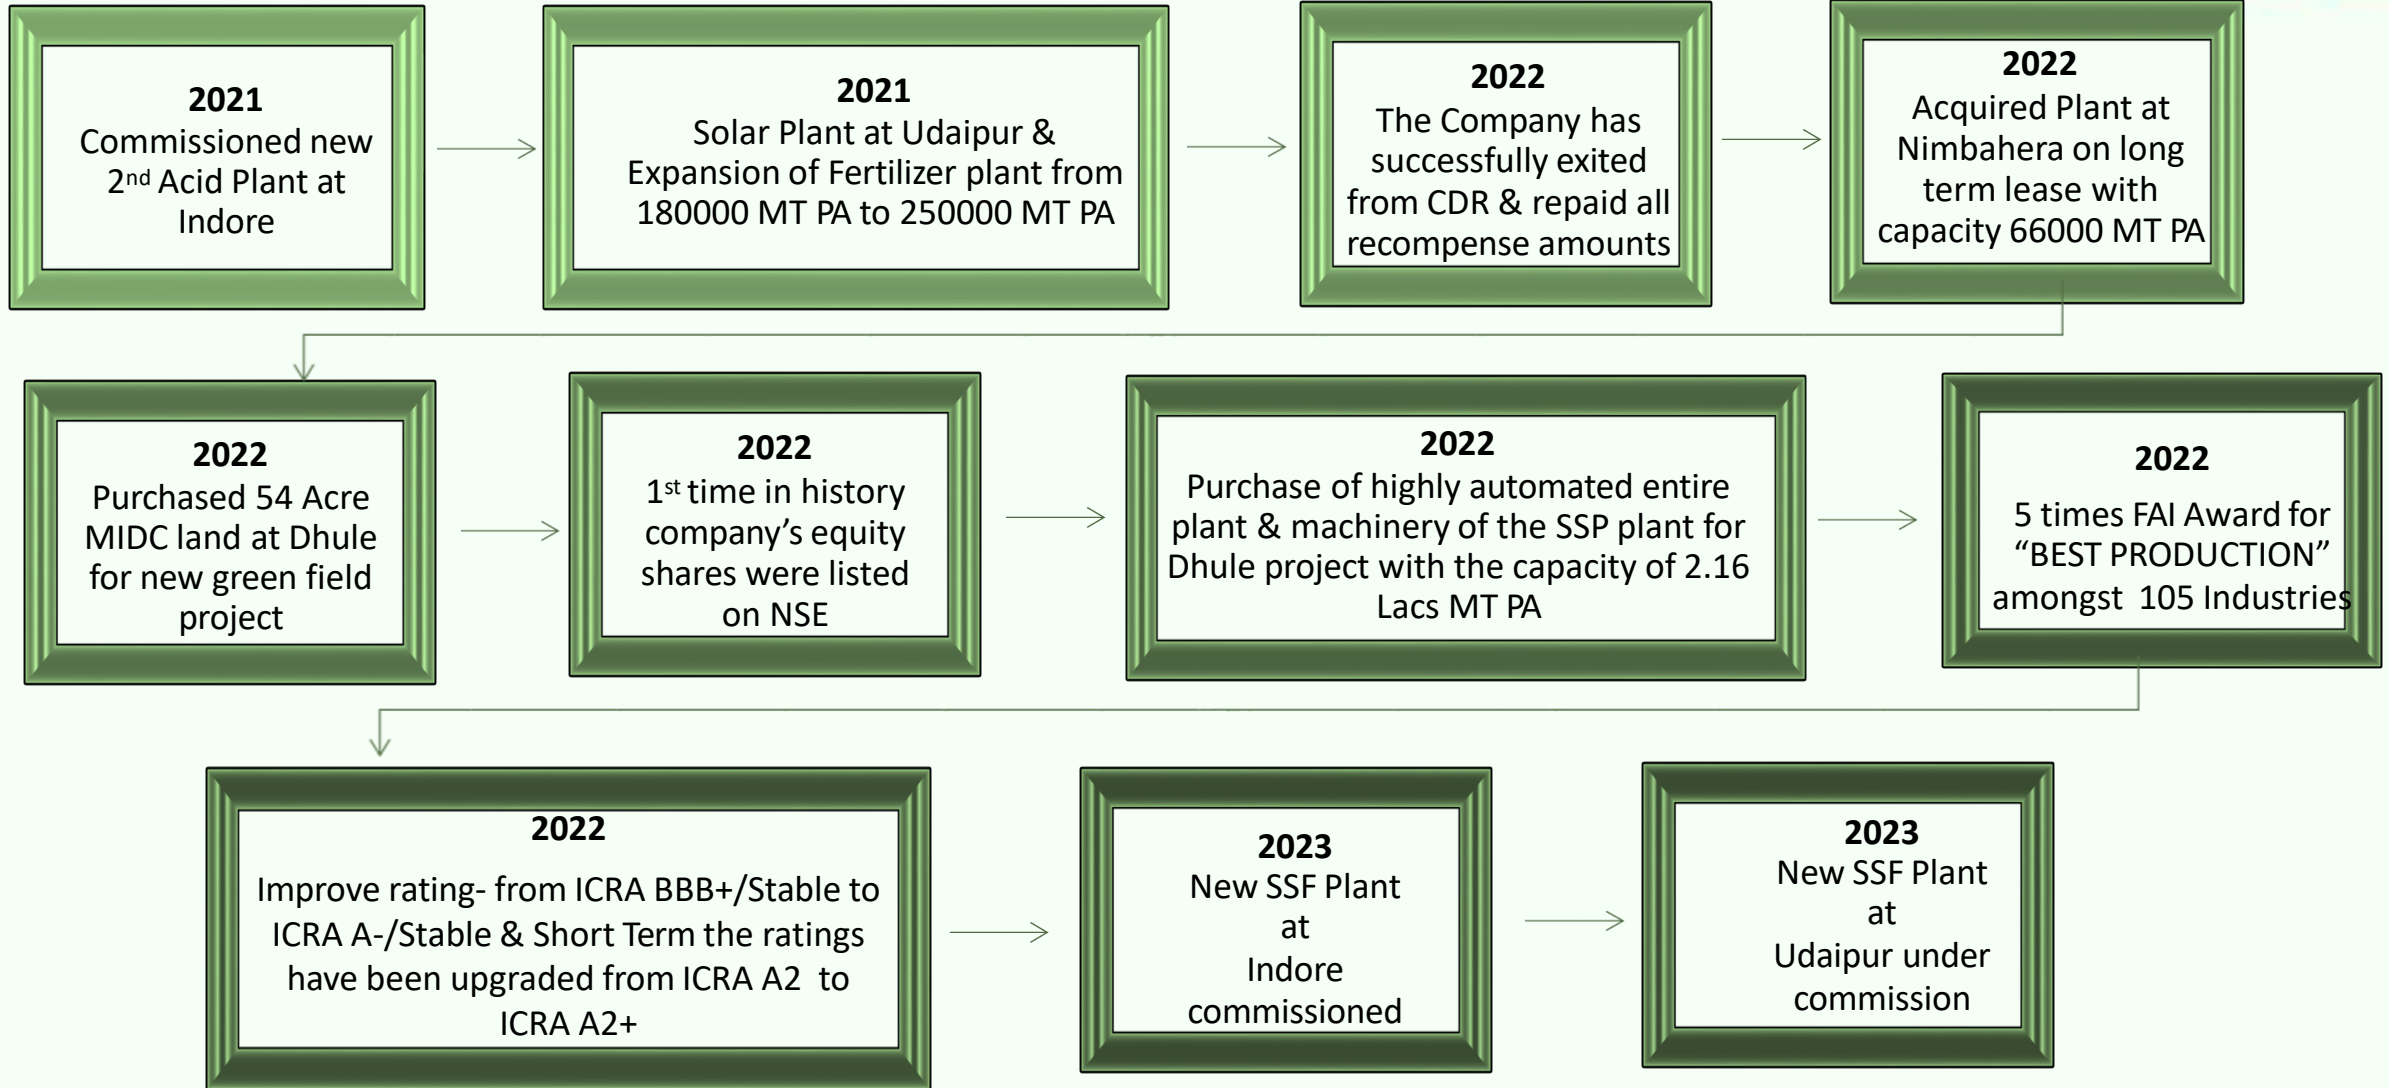 2021
Commissioned new
2nd Acid Plant at
Indore
2021
Solar Plant at Udaipur &
Expansion of Fertilizer plant from
180000 MT PA to 250000 MT PA
2022
The Company has
successfully exited
from CDR & repaid all
recompense amounts
2022
Acquired Plant at
Nimbahera on long
term lease with
capacity 66000 MT PA
2022
Purchased 54 Acre
MIDC land at Dhule
for new green field
project
2022
1st time in history
company’s equity
shares were listed
on NSE
2022
Purchase of highly automated entire
plant & machinery of the SSP plant for
Dhule project with the capacity of 2.16
Lacs MT PA
2022
5 times FAI Award for
“BEST PRODUCTION”
amongst 105 Industries
2022
Improve rating- from ICRA BBB+/Stable to
ICRA A-/Stable & Short Term the ratings
have been upgraded from ICRA A2 to
ICRA A2+
2023
New SSF Plant
at
Indore
commissioned
2023
New SSF Plant
at
Udaipur under
commission